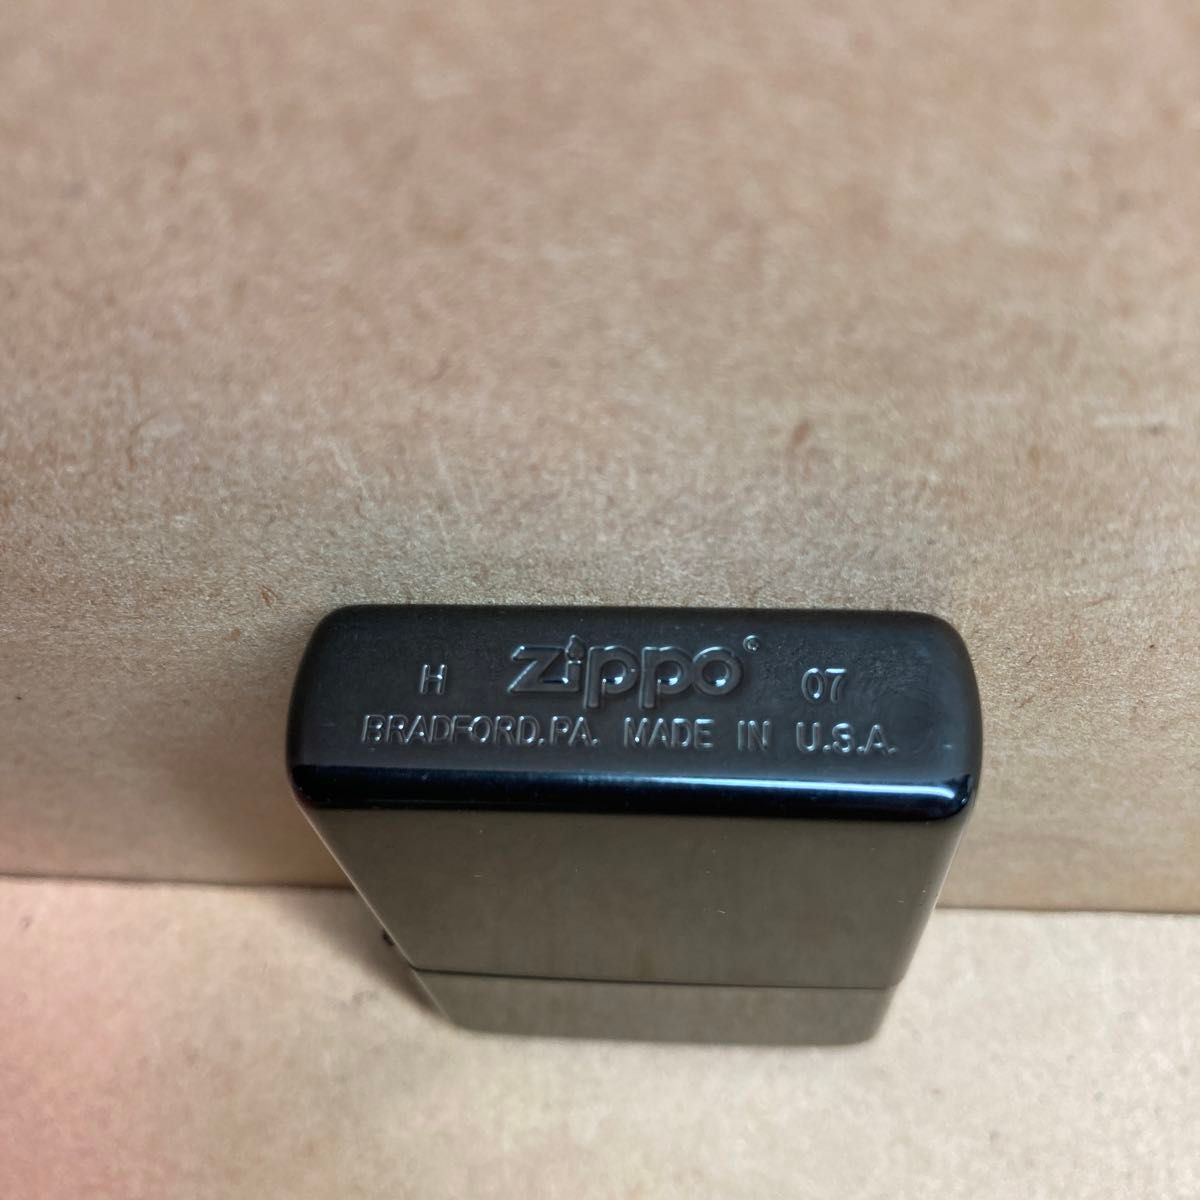 H Zippo © 07
BRADFORD, PA. MADE IN U.S.A.